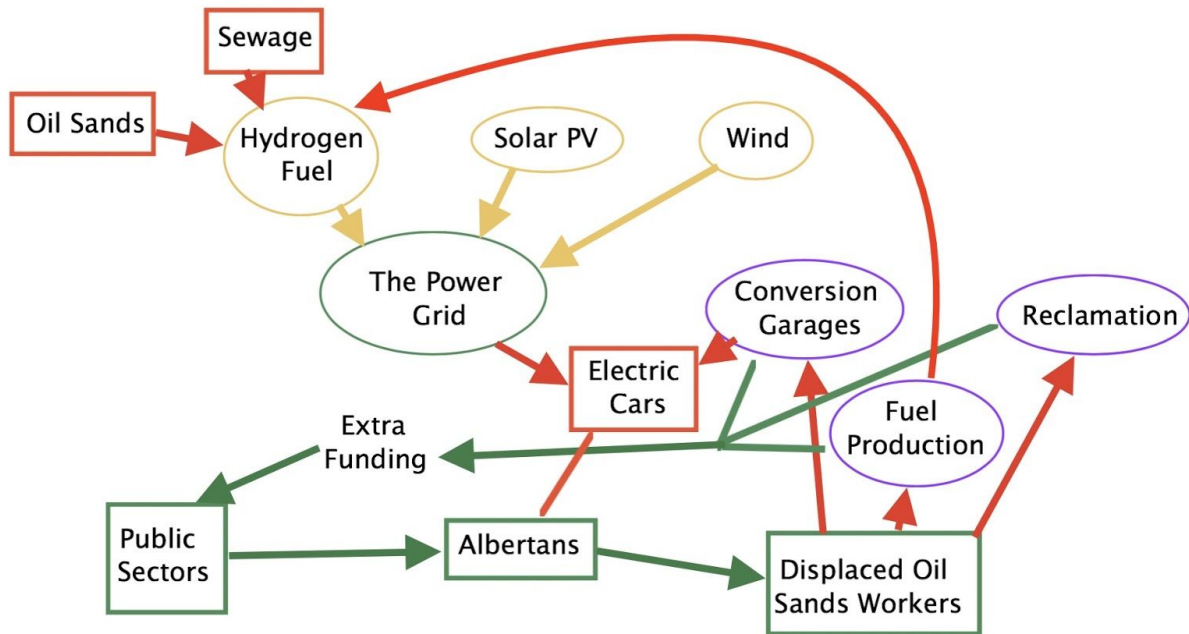 Sewage
Oil Sands
Hydrogen
Fuel
Solar PV
Wind
The Power
Grid
Conversion
Garages
Reclamation
Electric
Cars
Fuel
Production
Extra
Funding
Public
Sectors
Albertans
Displaced Oil
Sands Workers